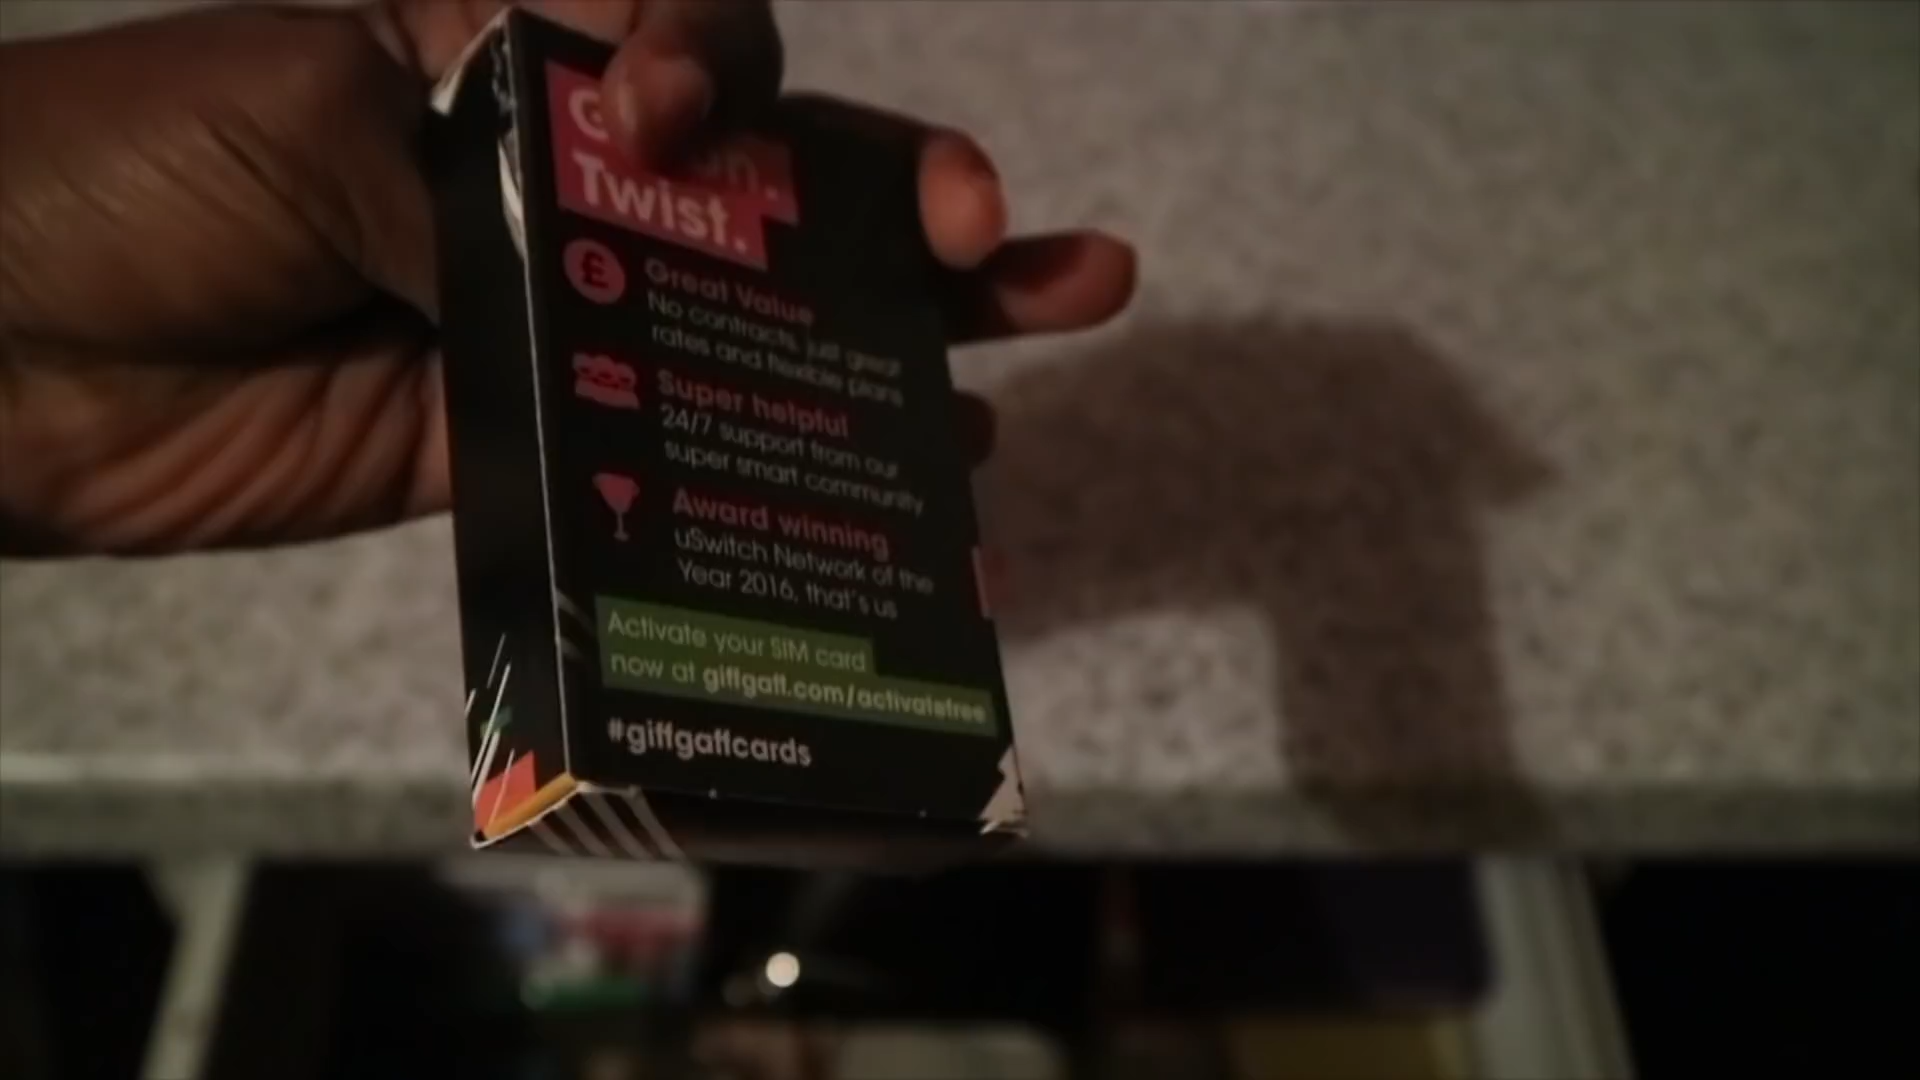 Twist.
£
Great Value
No contracts, just great
rates and flexible plans
Super helpful
24/7 support from our
super smart community
Award winning
uSwitch Network of the
Year 2016, that's us
Activate your SIM card
now at giffgaff.com/activatefree
#giffgaffcards